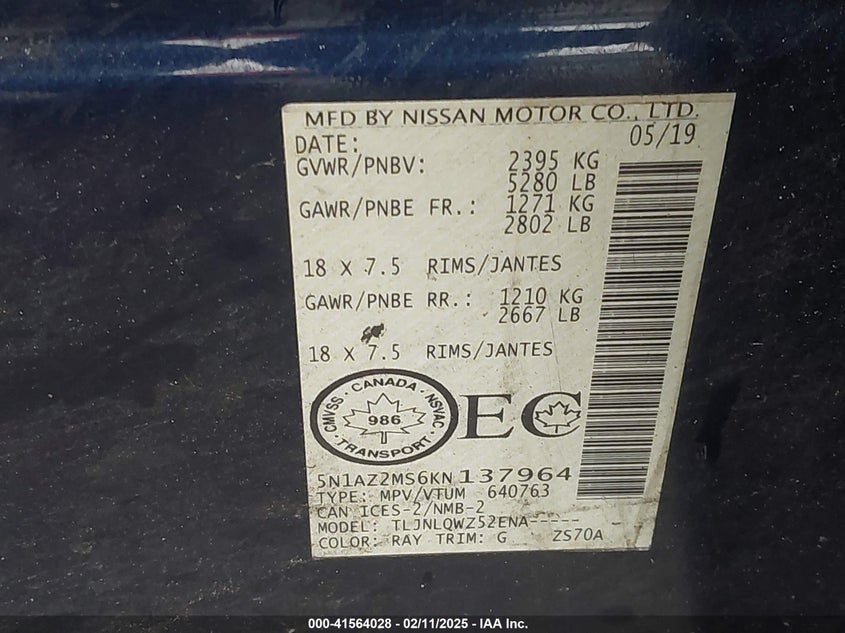 MFD BY NISSAN MOTOR CO., LTD.
DATE: 05/19
GVWR/PNBV: 2395 KG
5280 LB
GAWR/PNBE FR.: 1271 KG
2802 LB
18 X 7.5 RIMS/JANTES
GAWR/PNBE RR.: 1210 KG
2667 LB
18 X 7.5 RIMS/JANTES
CMVSS · CANADA · NSVAC
986
· TRANSPORT ·
EC
5N1AZ2MS6KN 137964
TYPE: MPV/VTUM 640763
CAN ICES-2/NMB-2
MODEL: TLJNLQWZ52ENA-----
COLOR: RAY TRIM: G ZS70A
000-41564028 - 02/11/2025 - IAA Inc.